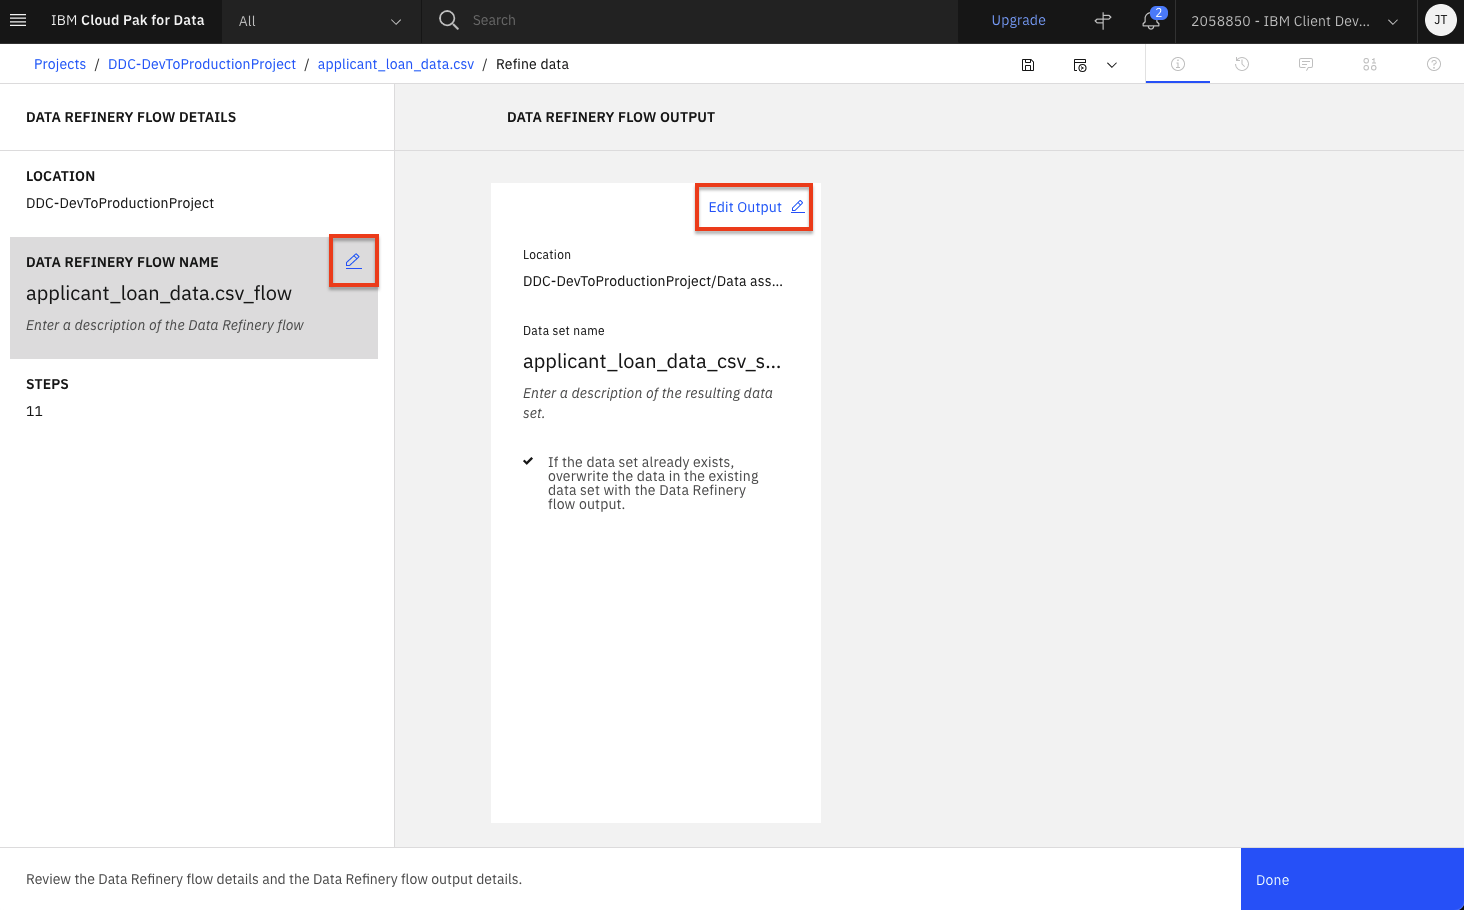 IBM Cloud Pak for Data
All
Search
Upgrade
2
2058850 - IBM Client Dev...
JT
Projects / DDC-DevToProductionProject / applicant_loan_data.csv / Refine data
DATA REFINERY FLOW DETAILS
DATA REFINERY FLOW OUTPUT
LOCATION
DDC-DevToProductionProject
DATA REFINERY FLOW NAME
applicant_loan_data.csv_flow
Enter a description of the Data Refinery flow
STEPS
11
Edit Output
Location
DDC-DevToProductionProject/Data ass...
Data set name
applicant_loan_data_csv_s...
Enter a description of the resulting data
set.
If the data set already exists,
overwrite the data in the existing
data set with the Data Refinery
flow output.
Review the Data Refinery flow details and the Data Refinery flow output details.
Done